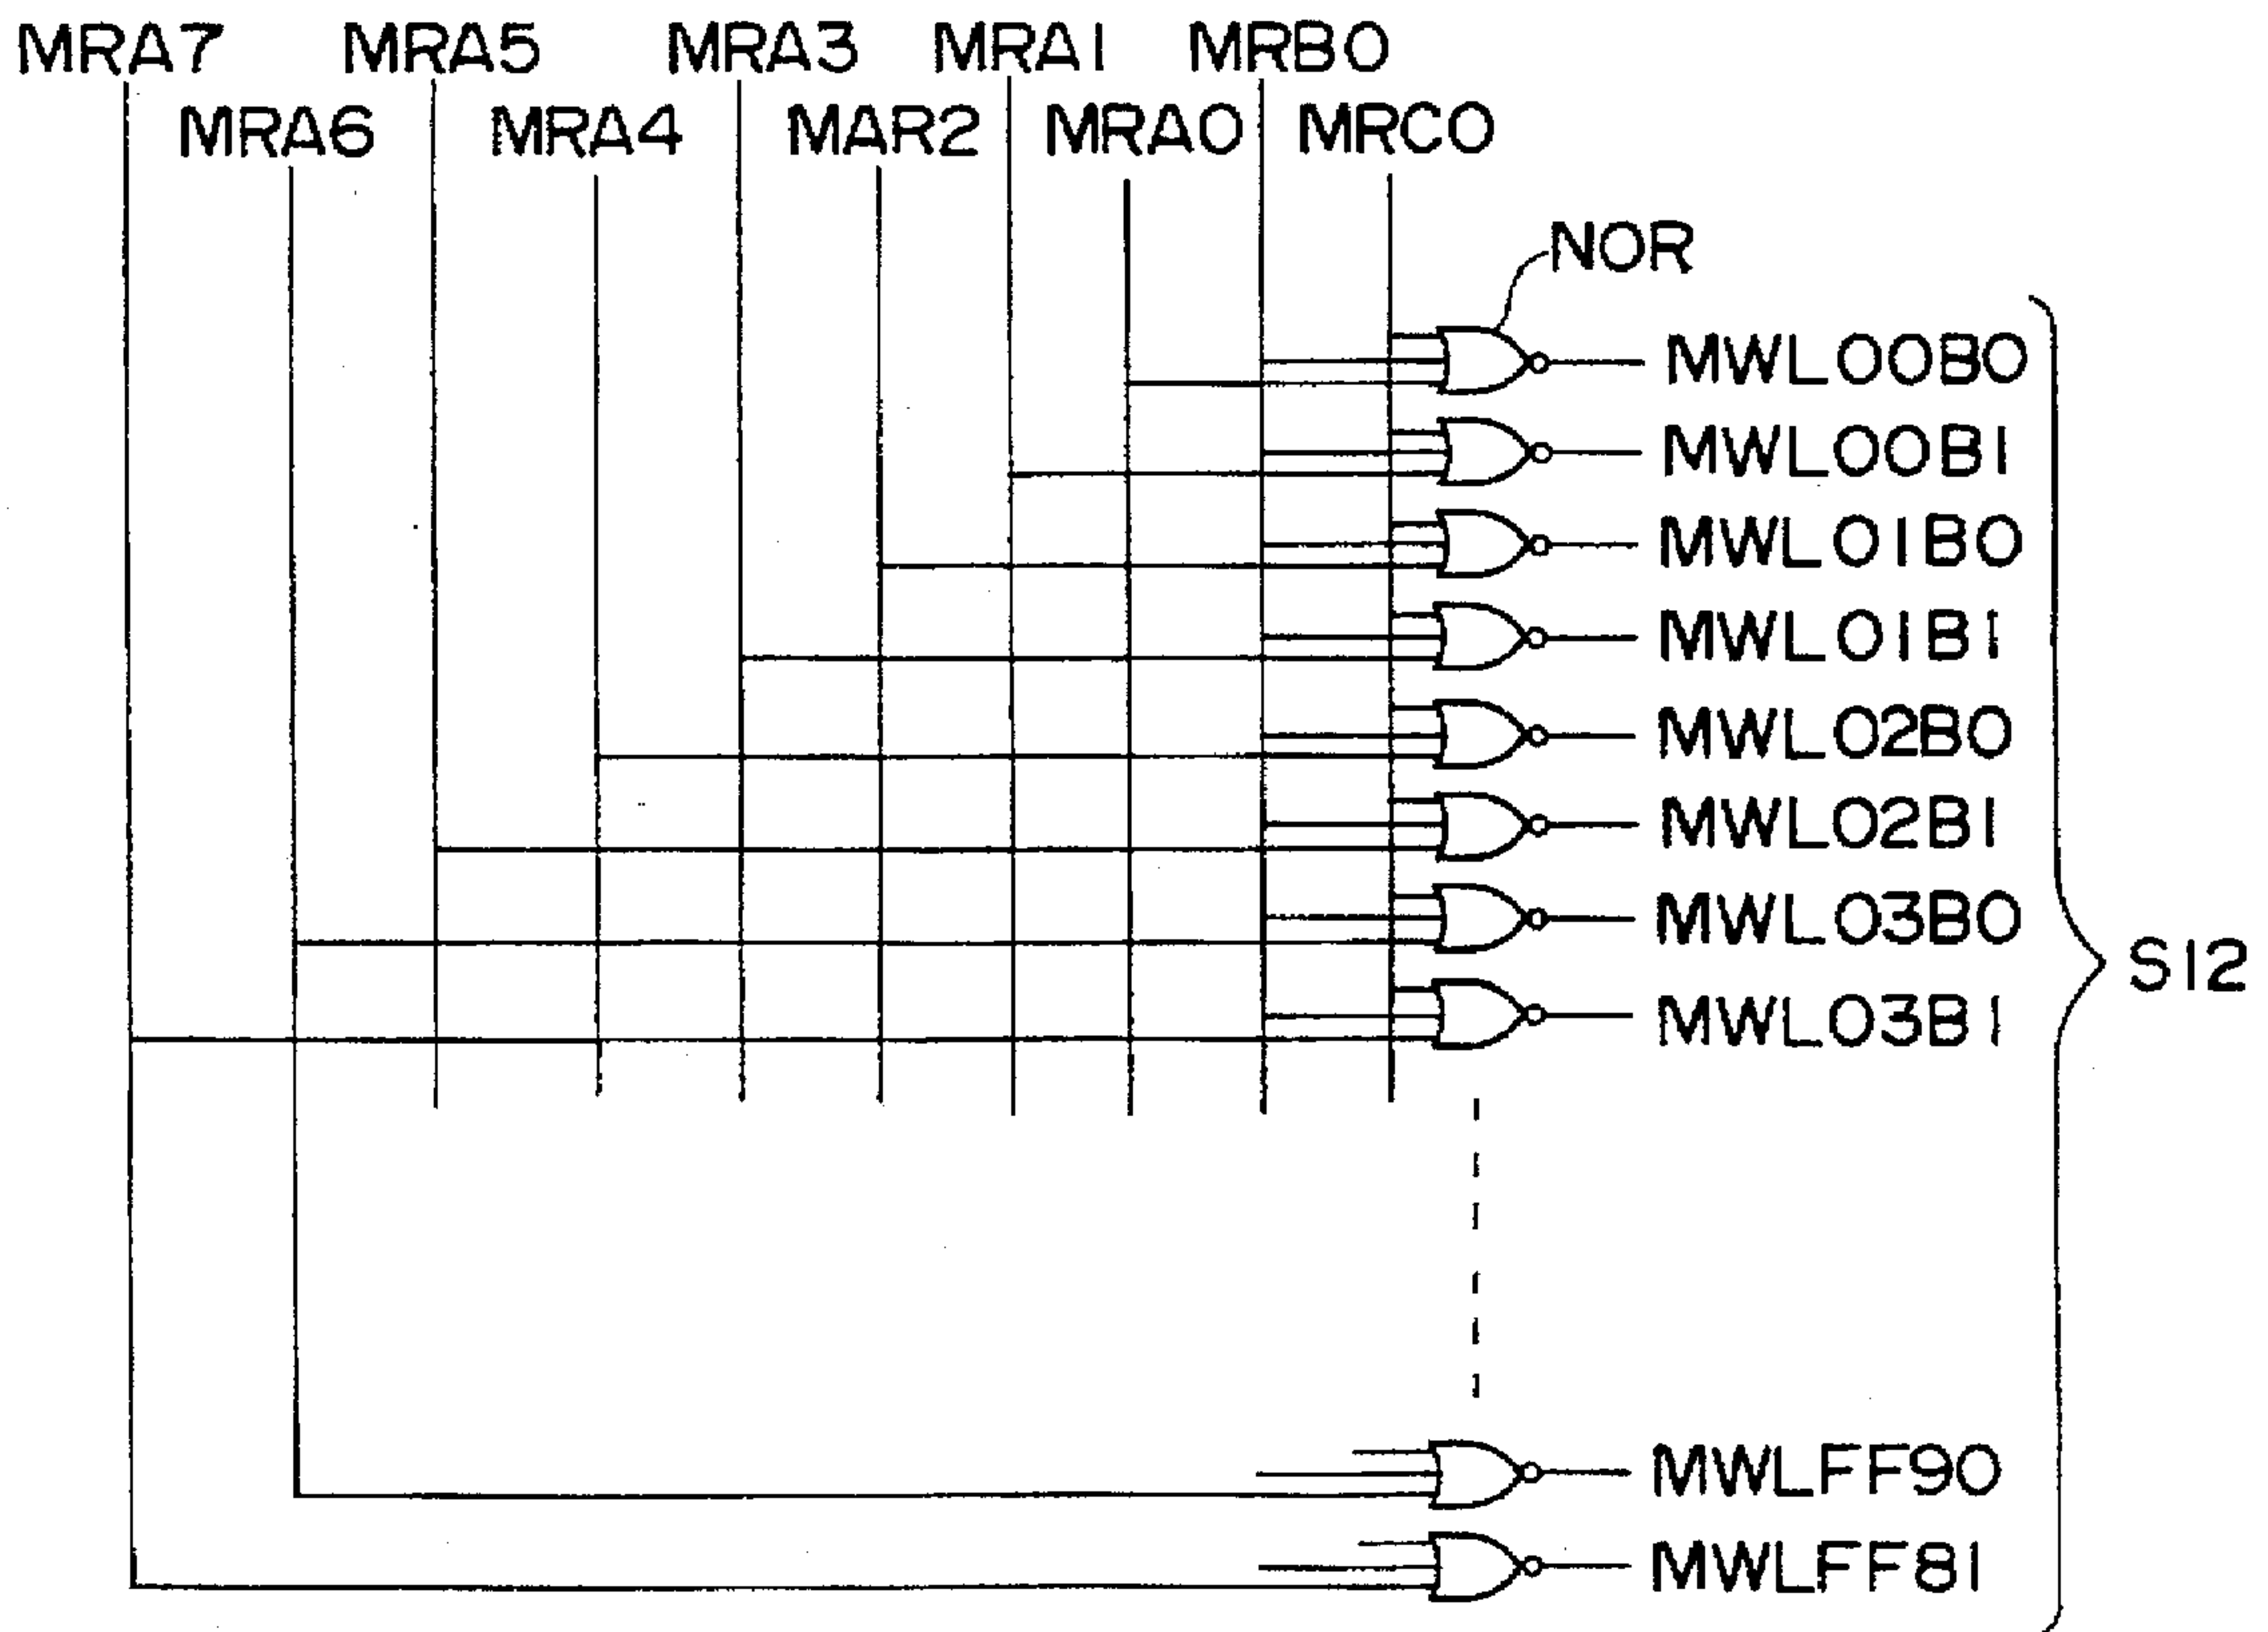 MRA7 MRA5 MRA3 MRA1 MRB0
MRA6 MRA4 MAR2 MRA0 MRC0
NOR
MWL00B0
MWL00B1
MWL01B0
MWL01B1
MWL02B0
MWL02B1
MWL03B0
S12
MWL03B1
MWLFF90
MWLFF81